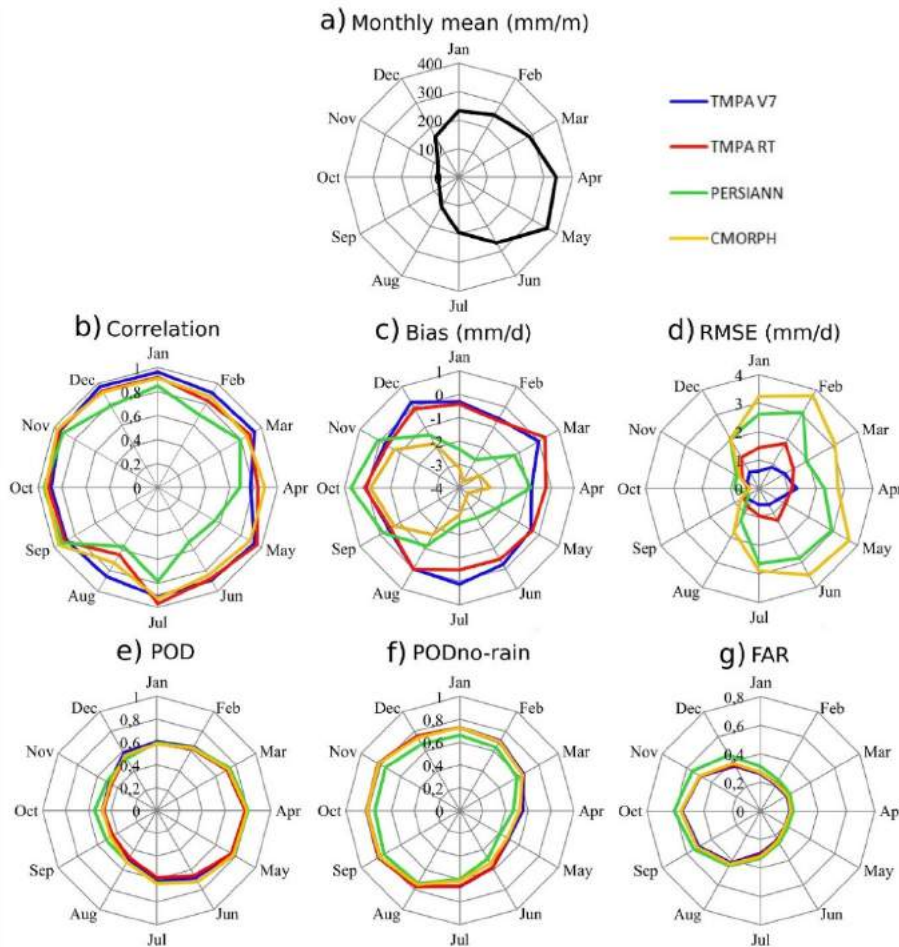 a) Monthly mean (mm/m)
Jan
Feb
Mar
Apr
May
Jun
Jul
Aug
Sep
Oct
Nov
Dec
400
300
200
100
0
TMPA V7
TMPA RT
PERSIANN
CMORPH
b) Correlation
Jan
Feb
Mar
Apr
May
Jun
Jul
Aug
Sep
Oct
Nov
Dec
1
0,8
0,6
0,4
0,2
0
c) Bias (mm/d)
Jan
Feb
Mar
Apr
May
Jun
Jul
Aug
Sep
Oct
Nov
Dec
1
0
-1
-2
-3
-4
d) RMSE (mm/d)
Jan
Feb
Mar
Apr
May
Jun
Jul
Aug
Sep
Oct
Nov
Dec
4
3
2
1
0
e) POD
Jan
Feb
Mar
Apr
May
Jun
Jul
Aug
Sep
Oct
Nov
Dec
1
0,8
0,6
0,4
0,2
0
f) PODno-rain
Jan
Feb
Mar
Apr
May
Jun
Jul
Aug
Sep
Oct
Nov
Dec
1
0,8
0,6
0,4
0,2
0
g) FAR
Jan
Feb
Mar
Apr
May
Jun
Jul
Aug
Sep
Oct
Nov
Dec
0,8
0,6
0,4
0,2
0